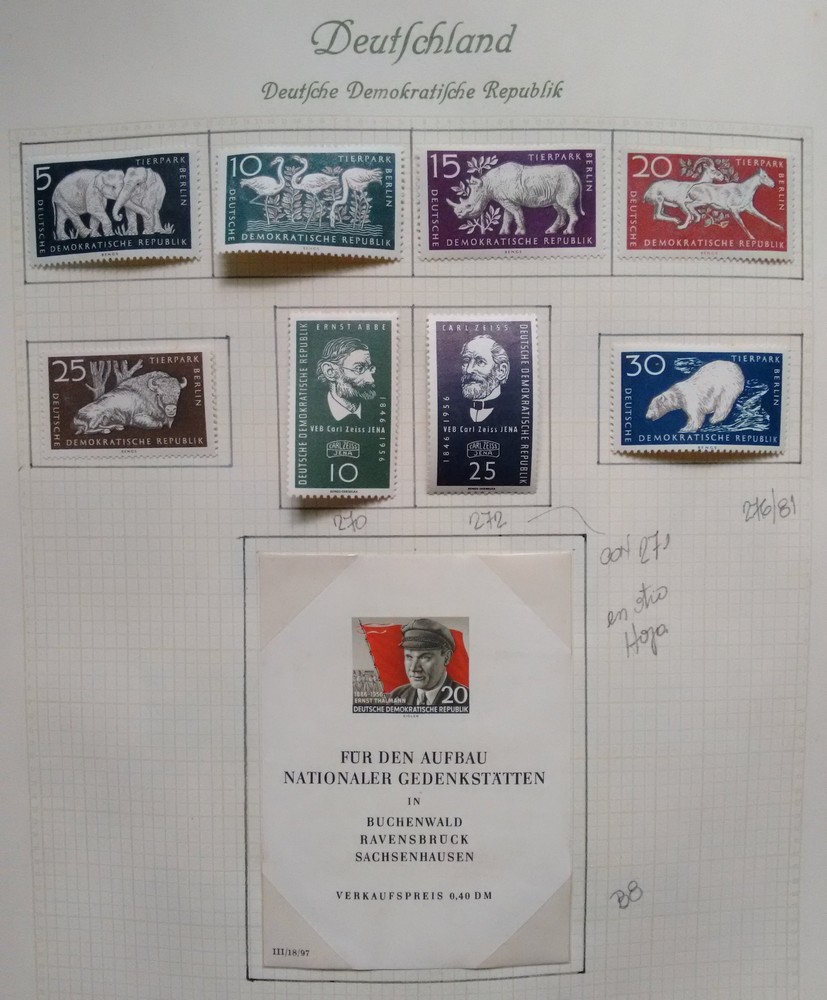 Deutſchland
Deutſche Demokratiſche Republik
5
TIERPARK
BERLIN
DEUTSCHE
DEMOKRATISCHE REPUBLIK
10
TIERPARK
BERLIN
DEUTSCHE
DEMOKRATISCHE REPUBLIK
15
TIERPARK
BERLIN
DEUTSCHE
DEMOKRATISCHE REPUBLIK
20
TIERPARK
BERLIN
DEUTSCHE
DEMOKRATISCHE REPUBLIK
25
TIERPARK
BERLIN
DEUTSCHE
DEMOKRATISCHE REPUBLIK
ERNST ABBE
DEUTSCHE DEMOKRATISCHE REPUBLIK
1846-1956
VEB Carl Zeiss JENA
CARL ZEISS
JENA
10
CARL ZEISS
DEUTSCHE DEMOKRATISCHE REPUBLIK
1846-1956
VEB Carl Zeiss JENA
CARL ZEISS
JENA
25
30
TIERPARK
BERLIN
DEUTSCHE
DEMOKRATISCHE REPUBLIK
270
272
276/81
CON 271
en otro
Hoja
1886-1956
ERNST THÄLMANN
20
DEUTSCHE DEMOKRATISCHE REPUBLIK
FÜR DEN AUFBAU
NATIONALER GEDENKSTÄTTEN
IN
BUCHENWALD
RAVENSBRÜCK
SACHSENHAUSEN
VERKAUFSPREIS 0,40 DM
III/18/97
B8